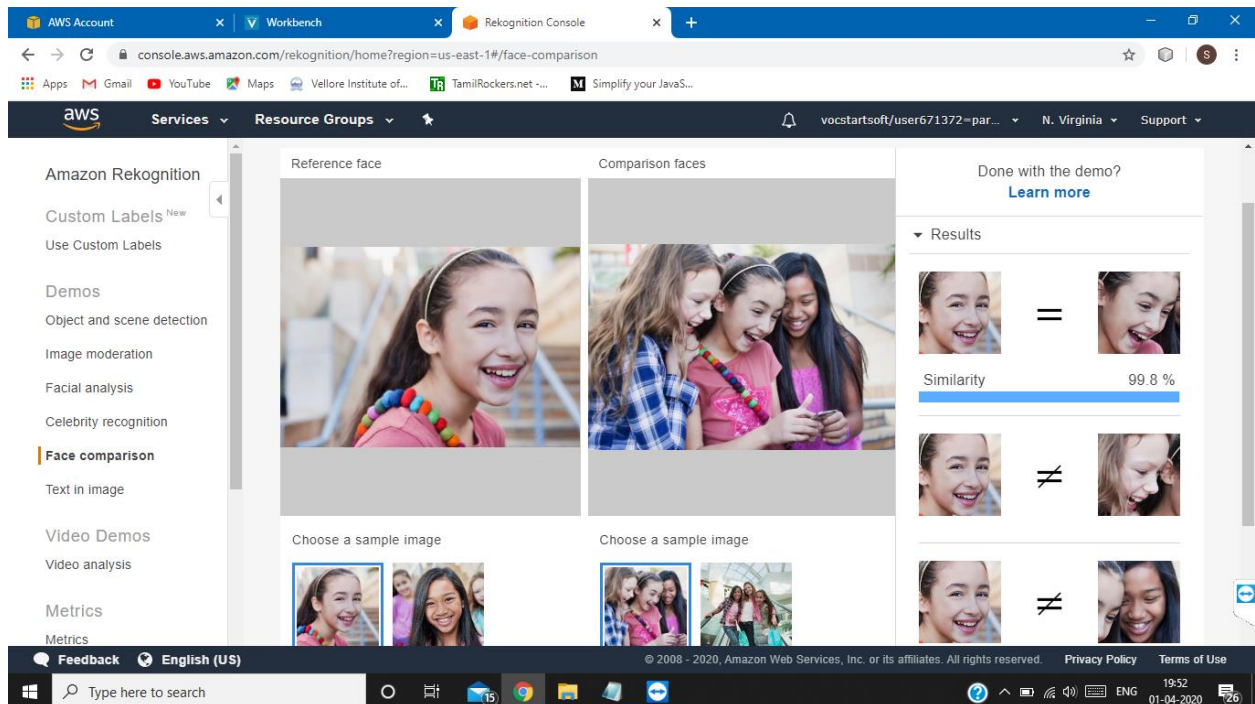 AWS Account
Workbench
Rekognition Console
console.aws.amazon.com/rekognition/home?region=us-east-1#/face-comparison
S
Apps Gmail YouTube Maps Vellore Institute of... TamilRockers.net -... Simplify your JavaS...
aws Services Resource Groups vocstartsoft/user671372=par... N. Virginia Support
Amazon Rekognition
Custom Labels New
Use Custom Labels
Demos
Object and scene detection
Image moderation
Facial analysis
Celebrity recognition
Face comparison
Text in image
Video Demos
Video analysis
Metrics
Metrics
Reference face
Comparison faces
Choose a sample image
Choose a sample image
Done with the demo?
Learn more
Results
=
Similarity 99.8 %
≠
≠
Feedback English (US) © 2008 - 2020, Amazon Web Services, Inc. or its affiliates. All rights reserved. Privacy Policy Terms of Use
Type here to search
15
ENG
19:52
01-04-2020
26